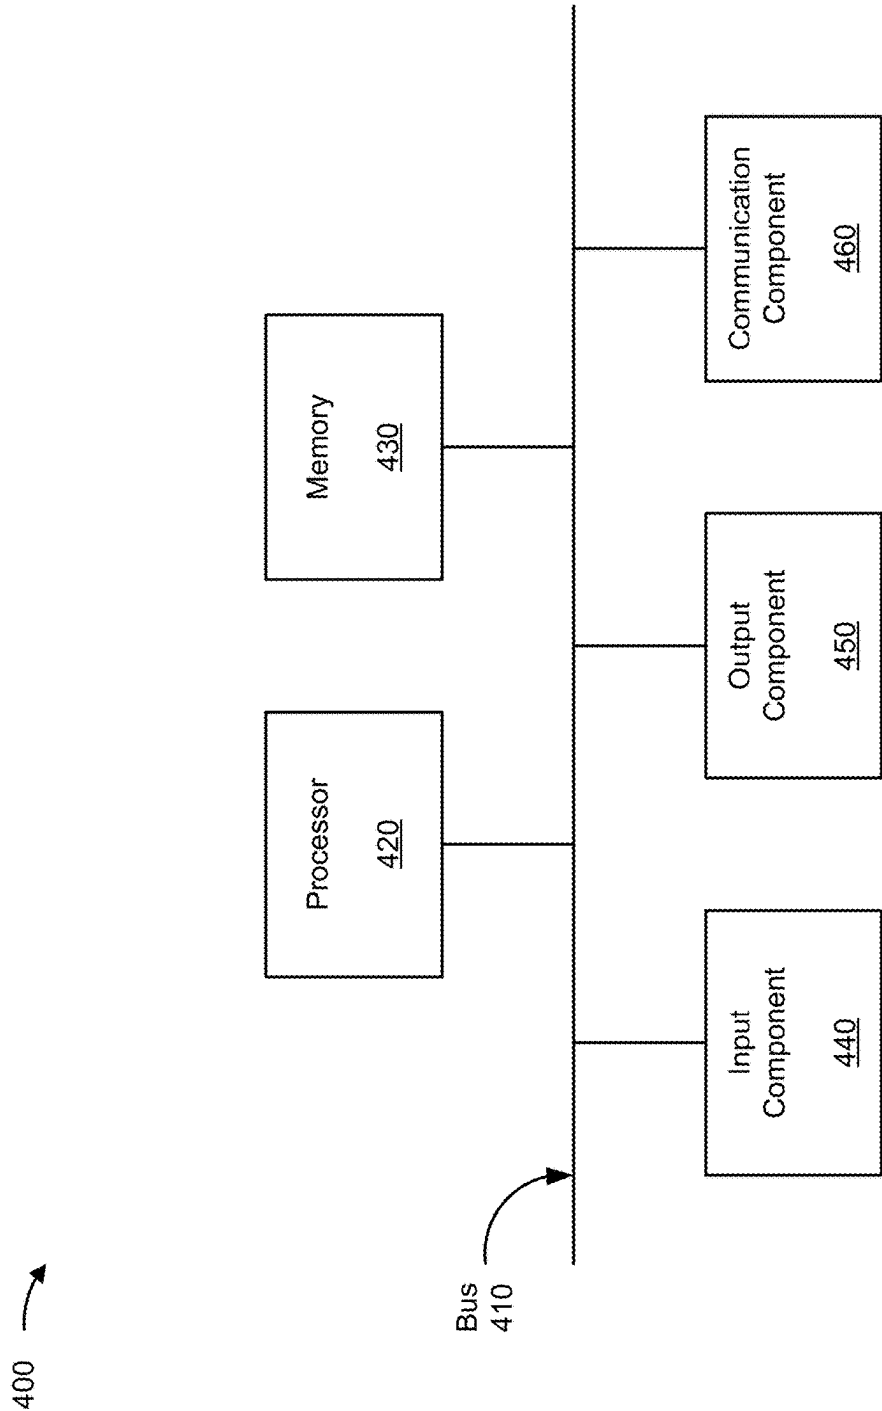 400
Bus
410
Processor
420
Memory
430
Input
Component
440
Output
Component
450
Communication
Component
460